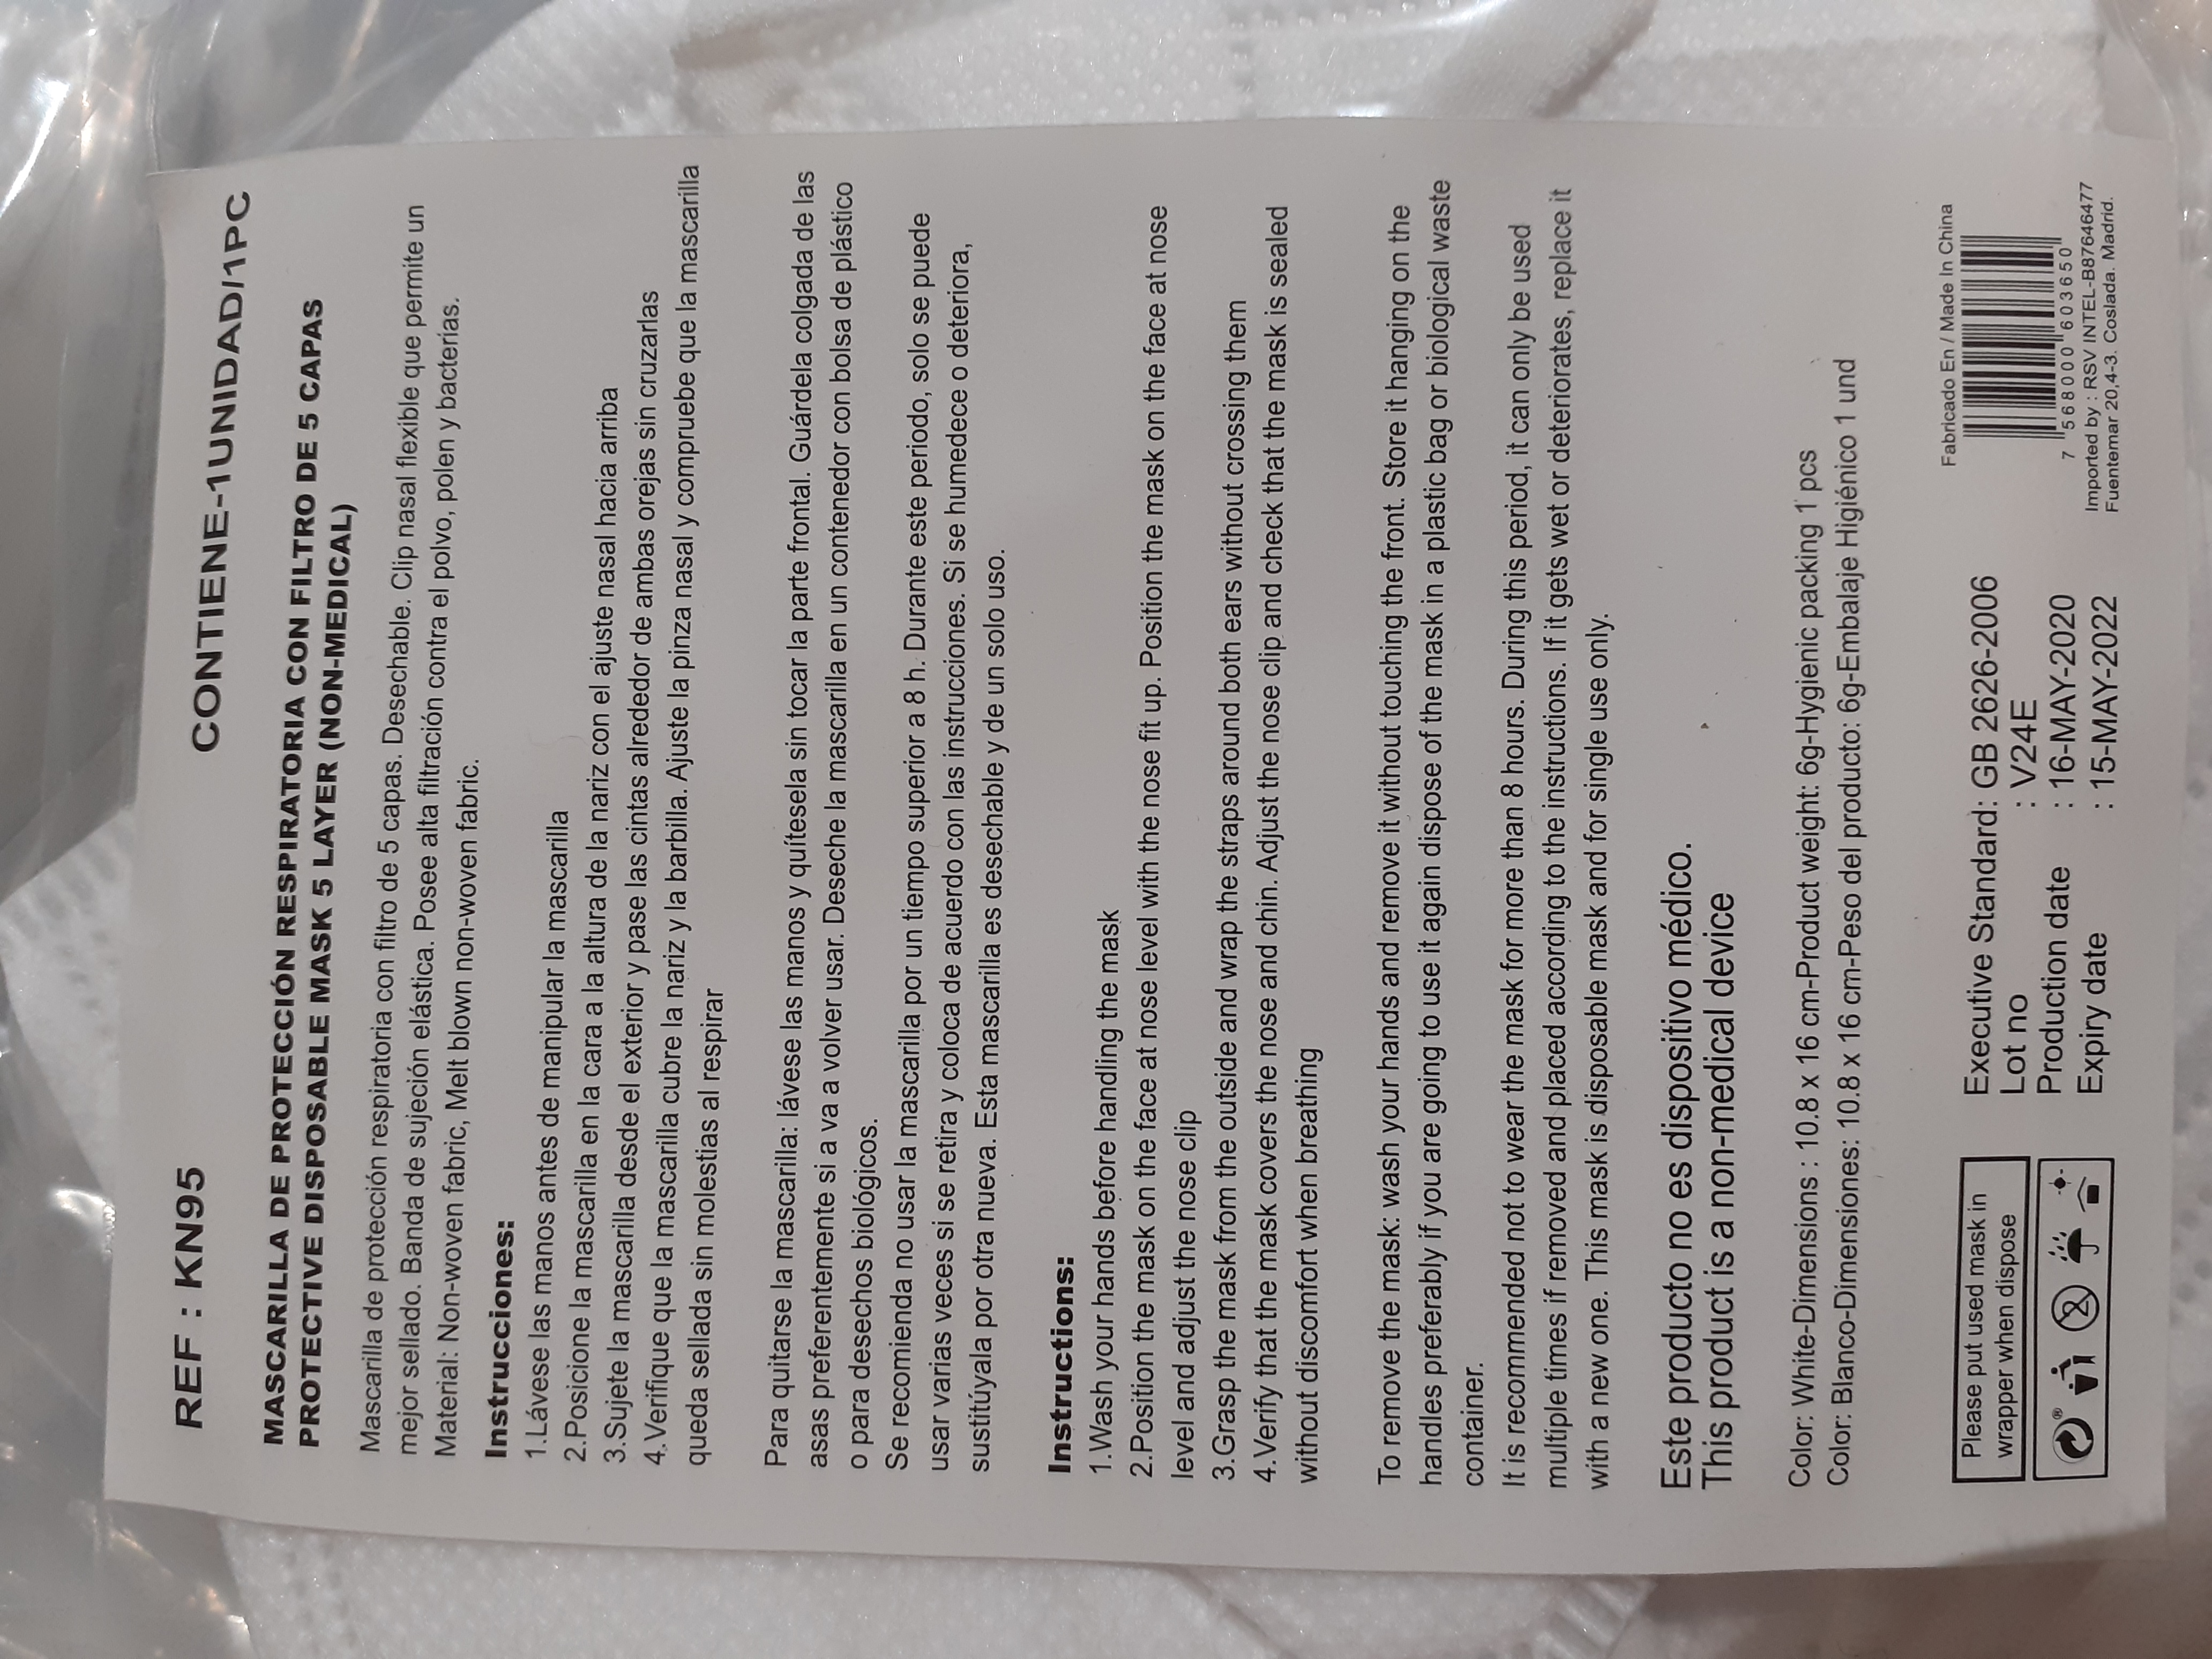 REF : KN95
CONTIENE-1UNIDAD/1PC
MASCARILLA DE PROTECCIÓN RESPIRATORIA CON FILTRO DE 5 CAPAS
PROTECTIVE DISPOSABLE MASK 5 LAYER (NON-MEDICAL)
Mascarilla de protección respiratoria con filtro de 5 capas. Desechable. Clip nasal flexible que permite un
mejor sellado. Banda de sujeción elástica. Posee alta filtración contra el polvo, polen y bacterias.
Material: Non-woven fabric, Melt blown non-woven fabric.
Instrucciones:
1.Lávese las manos antes de manipular la mascarilla
2.Posicione la mascarilla en la cara a la altura de la nariz con el ajuste nasal hacia arriba
3.Sujete la mascarilla desde el exterior y pase las cintas alrededor de ambas orejas sin cruzarlas
4.Verifique que la mascarilla cubre la nariz y la barbilla. Ajuste la pinza nasal y compruebe que la mascarilla
queda sellada sin molestias al respirar
Para quitarse la mascarilla: lávese las manos y quítesela sin tocar la parte frontal. Guárdela colgada de las
asas preferentemente si a va a volver usar. Deseche la mascarilla en un contenedor con bolsa de plástico
o para desechos biológicos.
Se recomienda no usar la mascarilla por un tiempo superior a 8 h. Durante este periodo, solo se puede
usar varias veces si se retira y coloca de acuerdo con las instrucciones. Si se humedece o deteriora,
sustitúyala por otra nueva. Esta mascarilla es desechable y de un solo uso.
Instructions:
1.Wash your hands before handling the mask
2.Position the mask on the face at nose level with the nose fit up. Position the mask on the face at nose
level and adjust the nose clip
3.Grasp the mask from the outside and wrap the straps around both ears without crossing them
4.Verify that the mask covers the nose and chin. Adjust the nose clip and check that the mask is sealed
without discomfort when breathing
To remove the mask: wash your hands and remove it without touching the front. Store it hanging on the
handles preferably if you are going to use it again dispose of the mask in a plastic bag or biological waste
container.
It is recommended not to wear the mask for more than 8 hours. During this period, it can only be used
multiple times if removed and placed according to the instructions. If it gets wet or deteriorates, replace it
with a new one. This mask is disposable mask and for single use only.
Este producto no es dispositivo médico.
This product is a non-medical device
Color: White-Dimensions : 10.8 x 16 cm-Product weight: 6g-Hygienic packing 1 pcs
Color: Blanco-Dimensiones: 10.8 x 16 cm-Peso del producto: 6g-Embalaje Higiénico 1 und
Please put used mask in
wrapper when dispose
®
2
Executive Standard: GB 2626-2006
Lot no : V24E
Production date : 16-MAY-2020
Expiry date : 15-MAY-2022
Fabricado En / Made In China
7 568000 603650
Imported by : RSV INTEL-B87646477
Fuentemar 20,4-3. Coslada. Madrid.